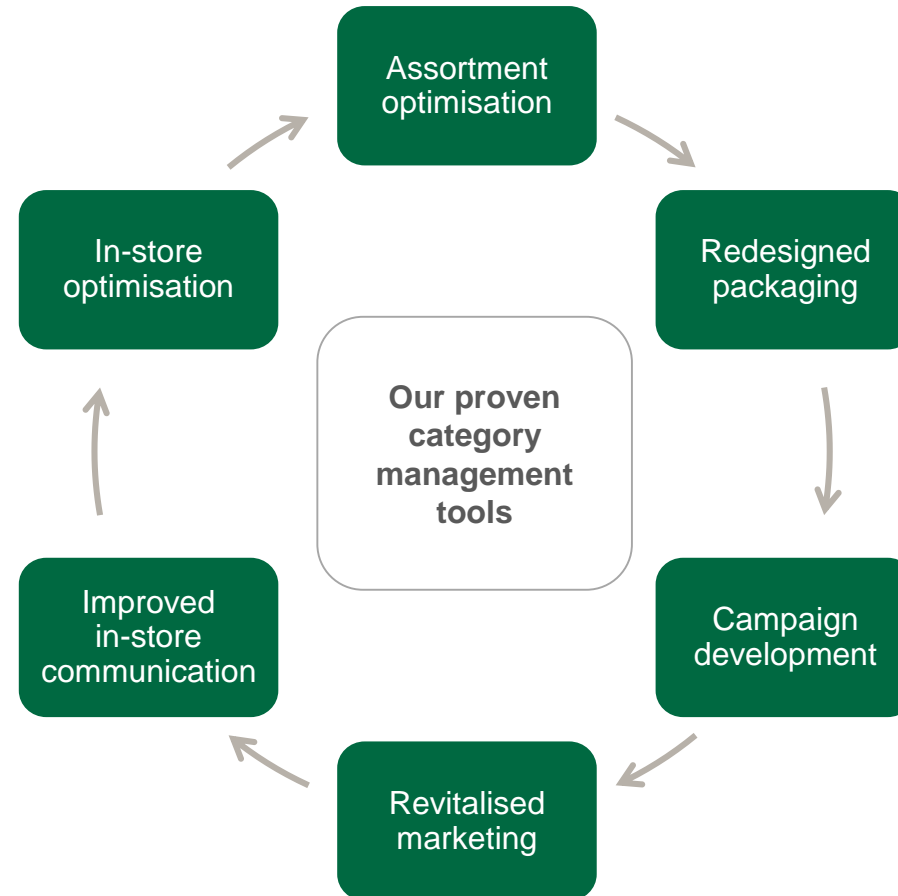 Assortment
optimisation
Redesigned
packaging
Campaign
development
Revitalised
marketing
Improved
in-store
communication
In-store
optimisation
Our proven
category
management
tools